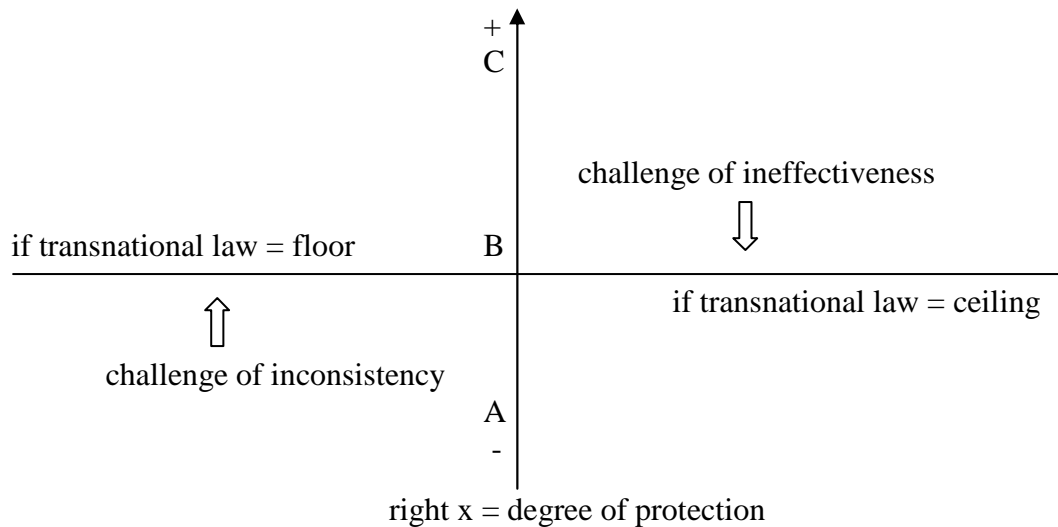 +
C
challenge of ineffectiveness
if transnational law = floor
B
if transnational law = ceiling
challenge of inconsistency
A
-
right x = degree of protection